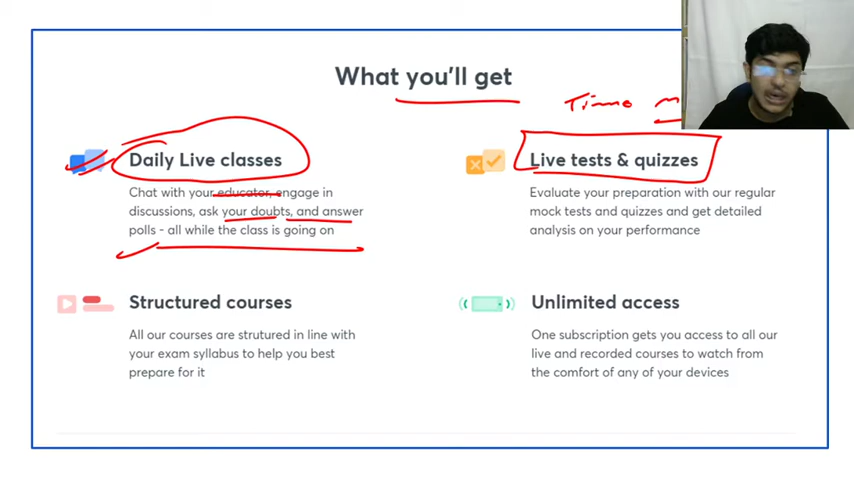 What you'll get
Time m
Daily Live classes
Chat with your educator, engage in
discussions, ask your doubts, and answer
polls - all while the class is going on
Live tests & quizzes
Evaluate your preparation with our regular
mock tests and quizzes and get detailed
analysis on your performance
Structured courses
All our courses are strutured in line with
your exam syllabus to help you best
prepare for it
Unlimited access
One subscription gets you access to all our
live and recorded courses to watch from
the comfort of any of your devices